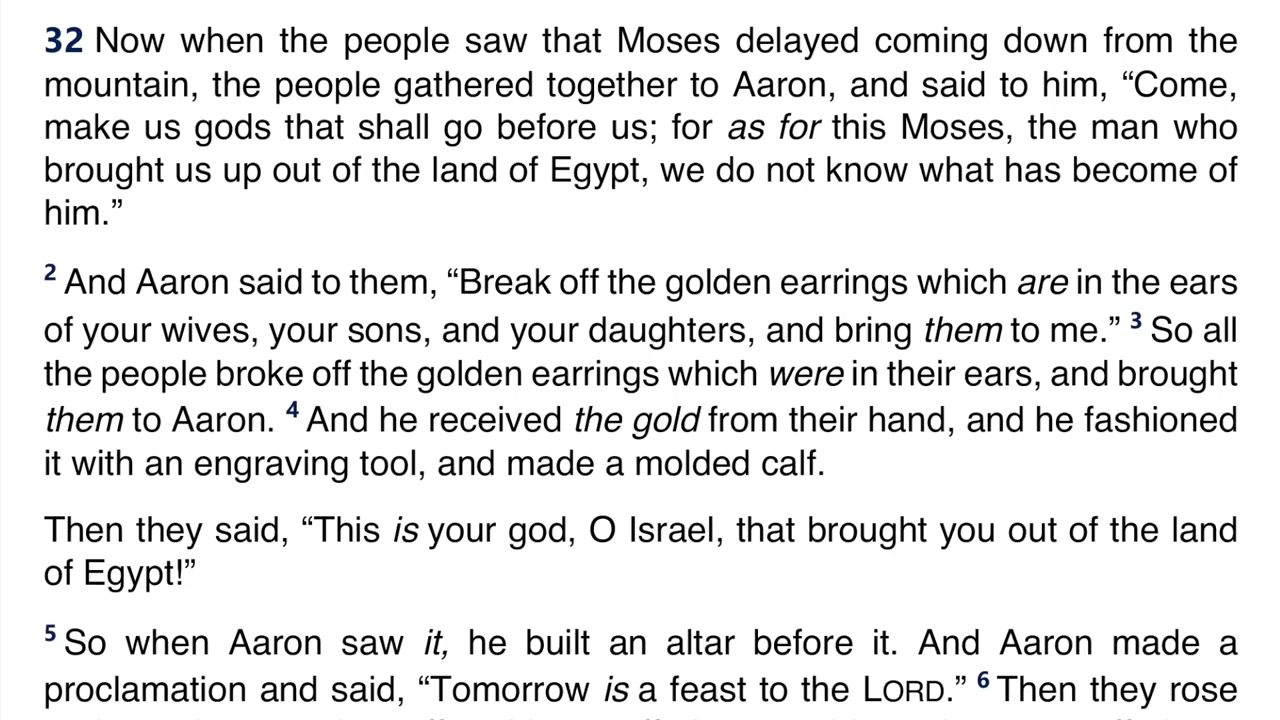 32 Now when the people saw that Moses delayed coming down from the
mountain, the people gathered together to Aaron, and said to him, “Come,
make us gods that shall go before us; for as for this Moses, the man who
brought us up out of the land of Egypt, we do not know what has become of
him.”
2 And Aaron said to them, “Break off the golden earrings which are in the ears
of your wives, your sons, and your daughters, and bring them to me.” 3 So all
the people broke off the golden earrings which were in their ears, and brought
them to Aaron. 4 And he received the gold from their hand, and he fashioned
it with an engraving tool, and made a molded calf.
Then they said, “This is your god, O Israel, that brought you out of the land
of Egypt!”
5 So when Aaron saw it, he built an altar before it. And Aaron made a
proclamation and said, “Tomorrow is a feast to the LORD.” 6 Then they rose